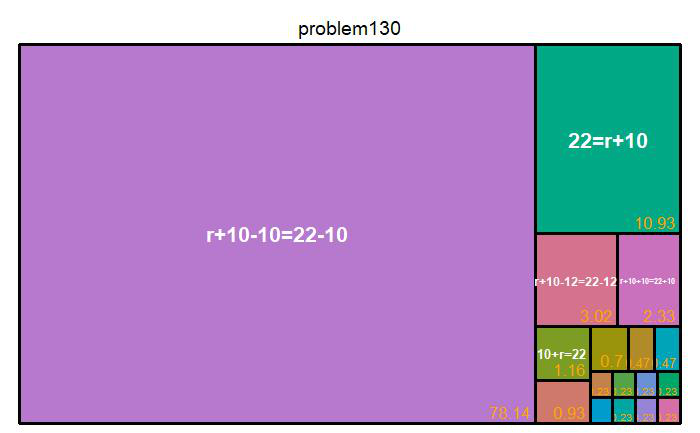 problem130
r+10-10=22-10
78.14
22=r+10
10.93
r+10-12=22-12
3.02
r+10+10=22+10
2.33
10+r=22
1.16
0.7
0.93